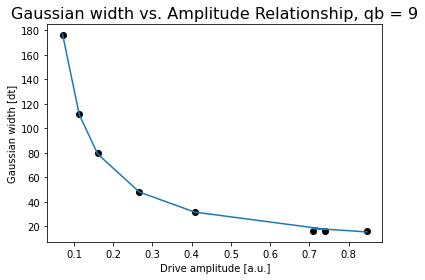 Gaussian width vs. Amplitude Relationship, qb = 9
180
160
140
120
100
80
60
40
20
Gaussian width [dt]
0.1 0.2 0.3 0.4 0.5 0.6 0.7 0.8
Drive amplitude [a.u.]